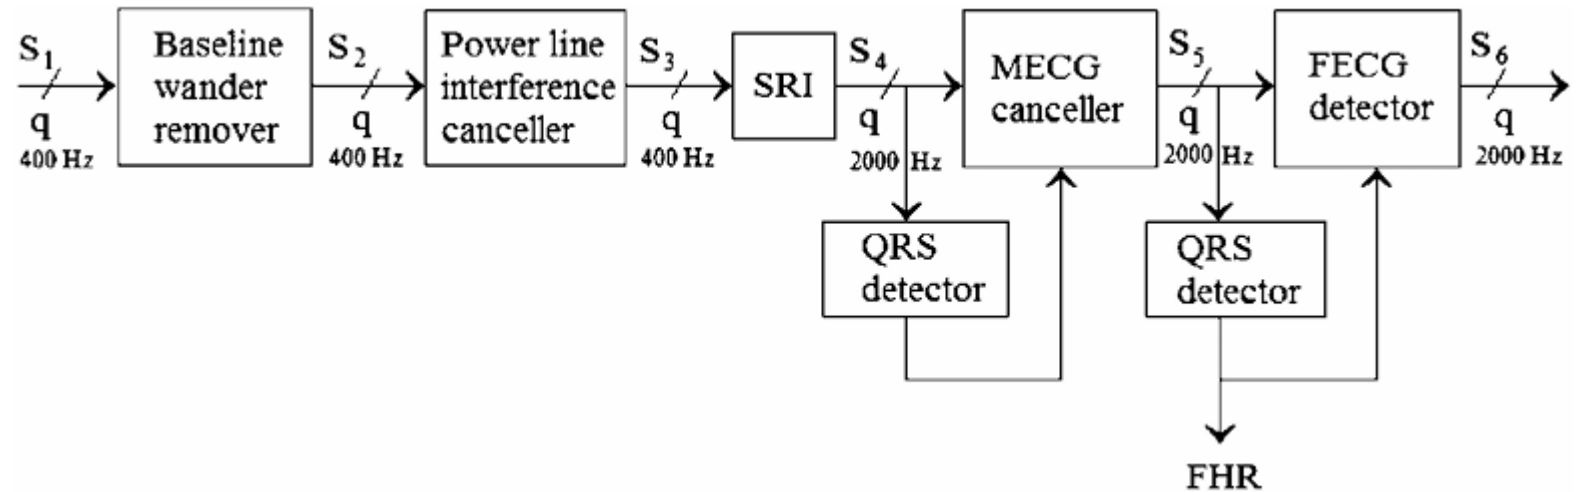 S1
q
400 Hz
Baseline
wander
remover
S2
q
400 Hz
Power line
interference
canceller
S3
q
400 Hz
SRI
S4
q
2000 Hz
MECG
canceller
S5
q
2000 Hz
FECG
detector
S6
q
2000 Hz
QRS
detector
QRS
detector
FHR